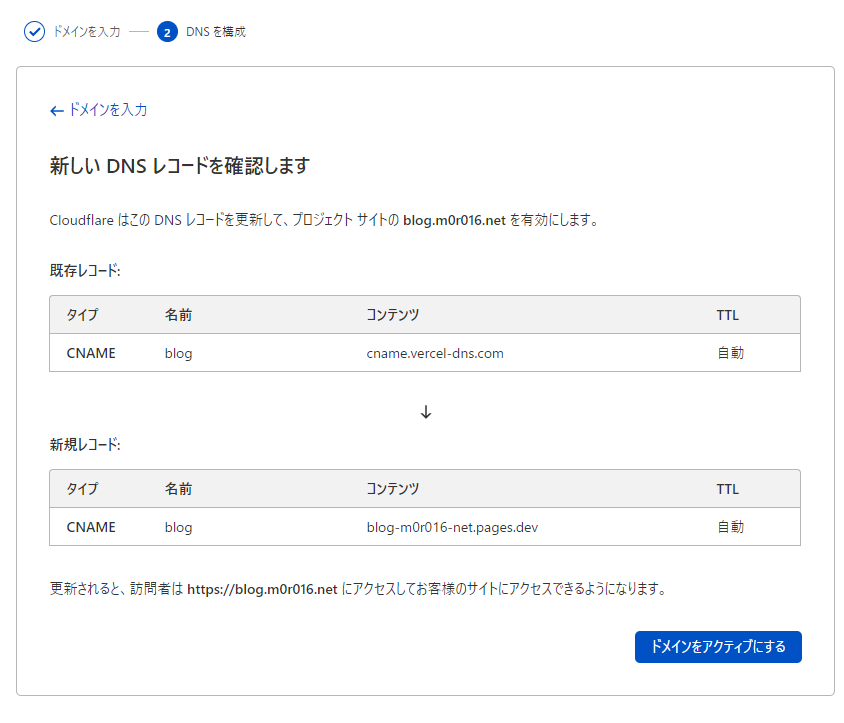 ドメインを入力 2 DNS を構成
← ドメインを入力
新しい DNS レコードを確認します
Cloudflare はこの DNS レコードを更新して、プロジェクト サイトの blog.m0r016.net を有効にします。
既存レコード:
タイプ 名前 コンテンツ TTL
CNAME blog cname.vercel-dns.com 自動
↓
新規レコード:
タイプ 名前 コンテンツ TTL
CNAME blog blog-m0r016-net.pages.dev 自動
更新されると、訪問者は https://blog.m0r016.net にアクセスしてお客様のサイトにアクセスできるようになります。
ドメインをアクティブにする